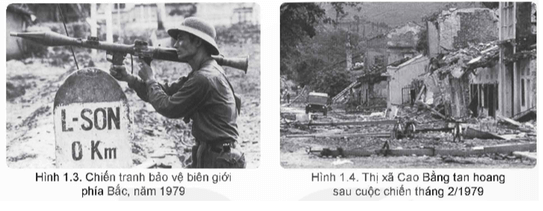 L-SƠN
0 Km
Hình 1.3. Chiến tranh bảo vệ biên giới
phía Bắc, năm 1979
Hình 1.4. Thị xã Cao Bằng tan hoang
sau cuộc chiến tháng 2/1979